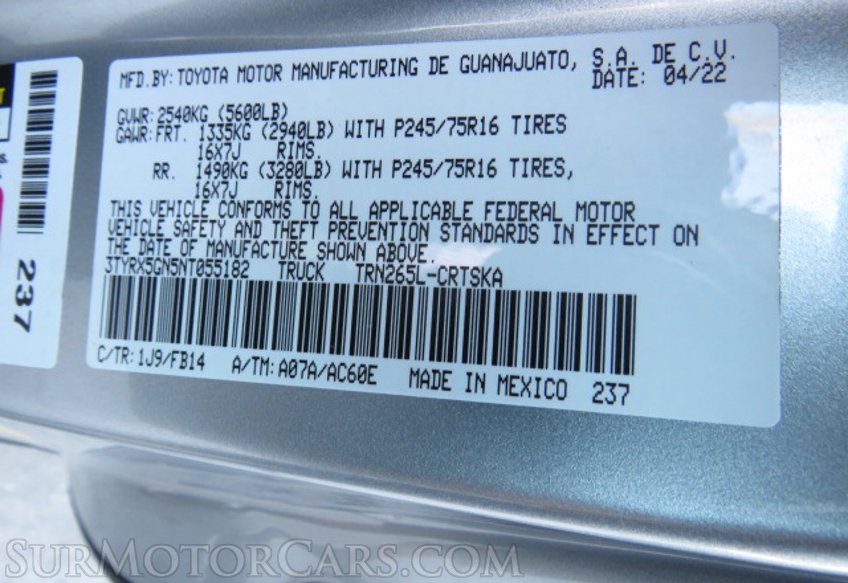 MFD.BY: TOYOTA MOTOR MANUFACTURING DE GUANAJUATO, S.A. DE C.V.
DATE: 04/22
GVWR: 2540KG (5600LB)
GAWR: FRT. 1335KG (2940LB) WITH P245/75R16 TIRES
16X7J RIMS.
RR. 1490KG (3280LB) WITH P245/75R16 TIRES,
16X7J RIMS.
THIS VEHICLE CONFORMS TO ALL APPLICABLE FEDERAL MOTOR
VEHICLE SAFETY AND THEFT PREVENTION STANDARDS IN EFFECT ON
THE DATE OF MANUFACTURE SHOWN ABOVE.
3TYRX5GN5NT055182 TRUCK TRN265L-CRTSKA
C/TR: 1J9/FB14 A/TM: A07A/AC60E MADE IN MEXICO 237
237
SURMOTORCARS.COM